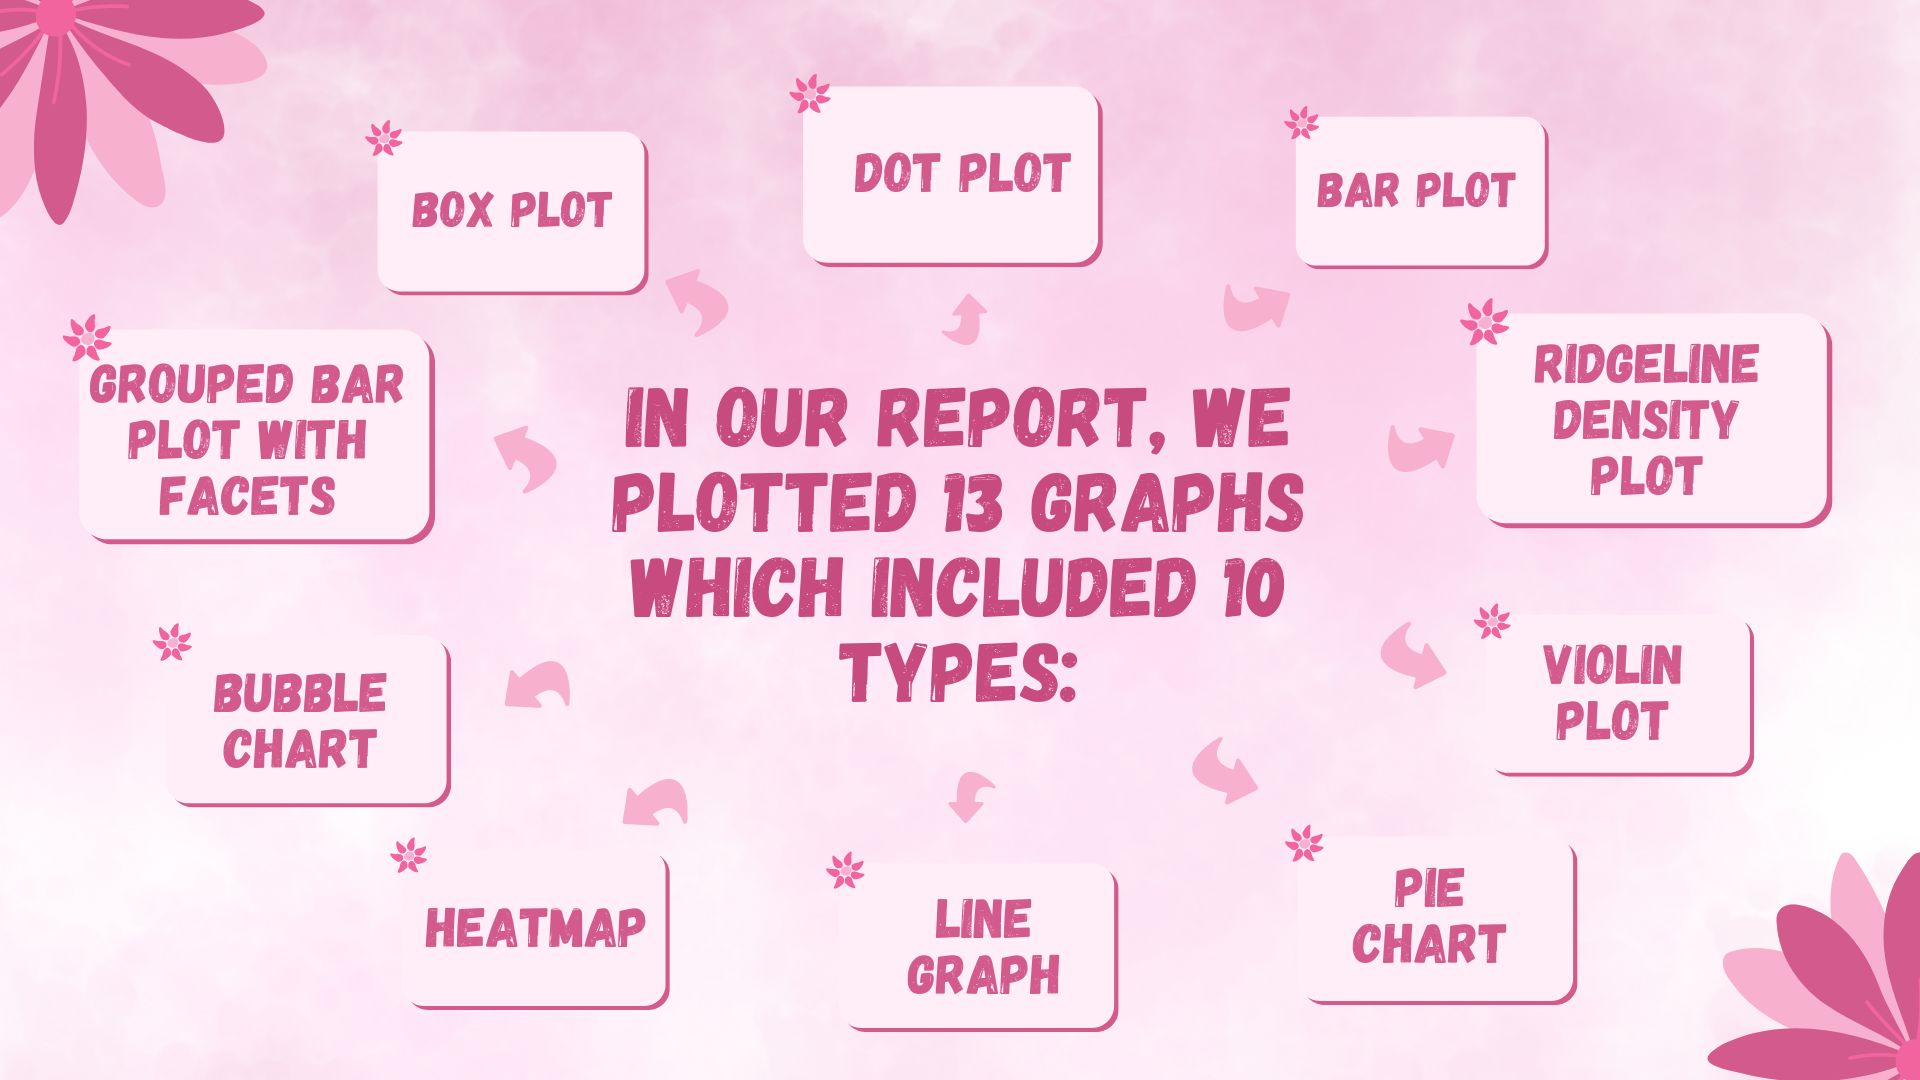 DOT PLOT
BOX PLOT
BAR PLOT
GROUPED BAR
PLOT WITH
FACETS
RIDGELINE
DENSITY
PLOT
IN OUR REPORT, WE
PLOTTED 13 GRAPHS
WHICH INCLUDED 10
TYPES:
BUBBLE
CHART
VIOLIN
PLOT
HEATMAP
LINE
GRAPH
PIE
CHART